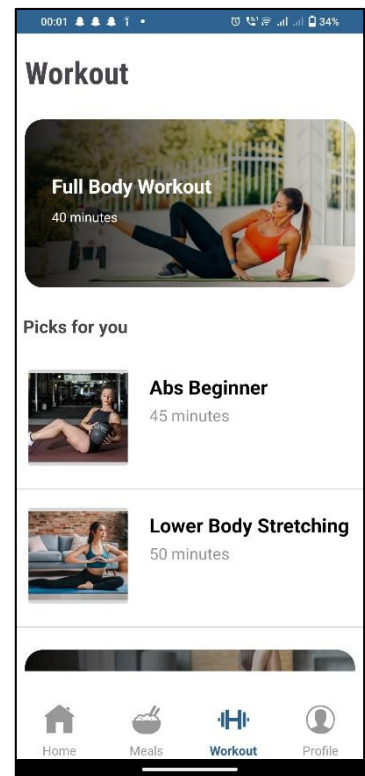 00:01
34%
Workout
Full Body Workout
40 minutes
Picks for you
Abs Beginner
45 minutes
Lower Body Stretching
50 minutes
Home
Meals
Workout
Profile